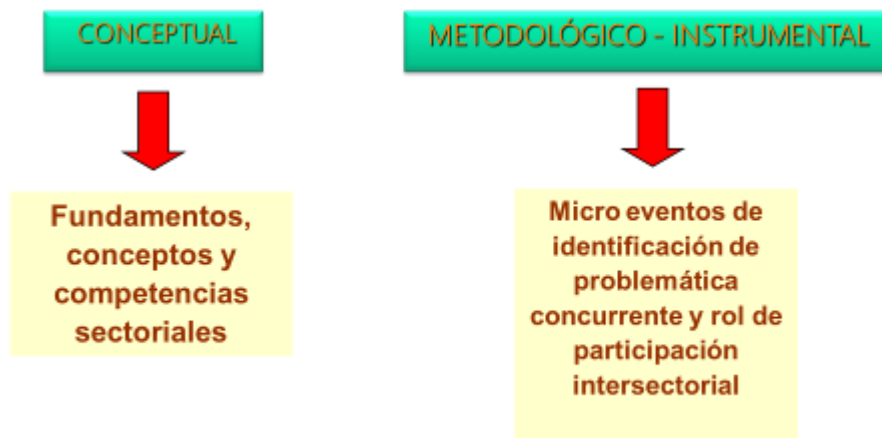 CONCEPTUAL
METODOLÓGICO - INSTRUMENTAL
Fundamentos,
conceptos y
competencias
sectoriales
Micro eventos de
identificación de
problemática
concurrente y rol de
participación
intersectorial